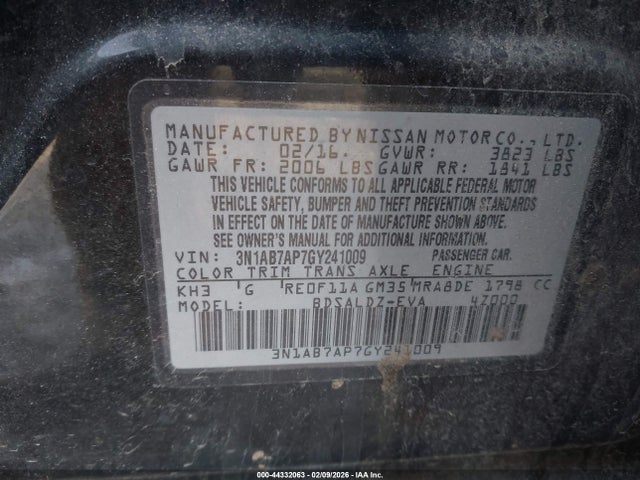 MANUFACTURED BY NISSAN MOTOR CO., LTD.
DATE: 02/16. GVWR: 3823 LBS
GAWR FR: 2006 LBS GAWR RR: 1841 LBS
THIS VEHICLE CONFORMS TO ALL APPLICABLE FEDERAL MOTOR
VEHICLE SAFETY, BUMPER AND THEFT PREVENTION STANDARDS
IN EFFECT ON THE DATE OF MANUFACTURE SHOWN ABOVE.
SEE OWNER'S MANUAL FOR ADDITIONAL INFORMATION.
VIN: 3N1AB7AP7GY241009 PASSENGER CAR.
COLOR TRIM TRANS AXLE ENGINE
KH3 G RE0F11A GM35 MRA8DE 1798 CC
MODEL: BDSALDZ-EVA 4Z000
3N1AB7AP7GY241009
000-44332063 - 02/09/2026 - IAA Inc.